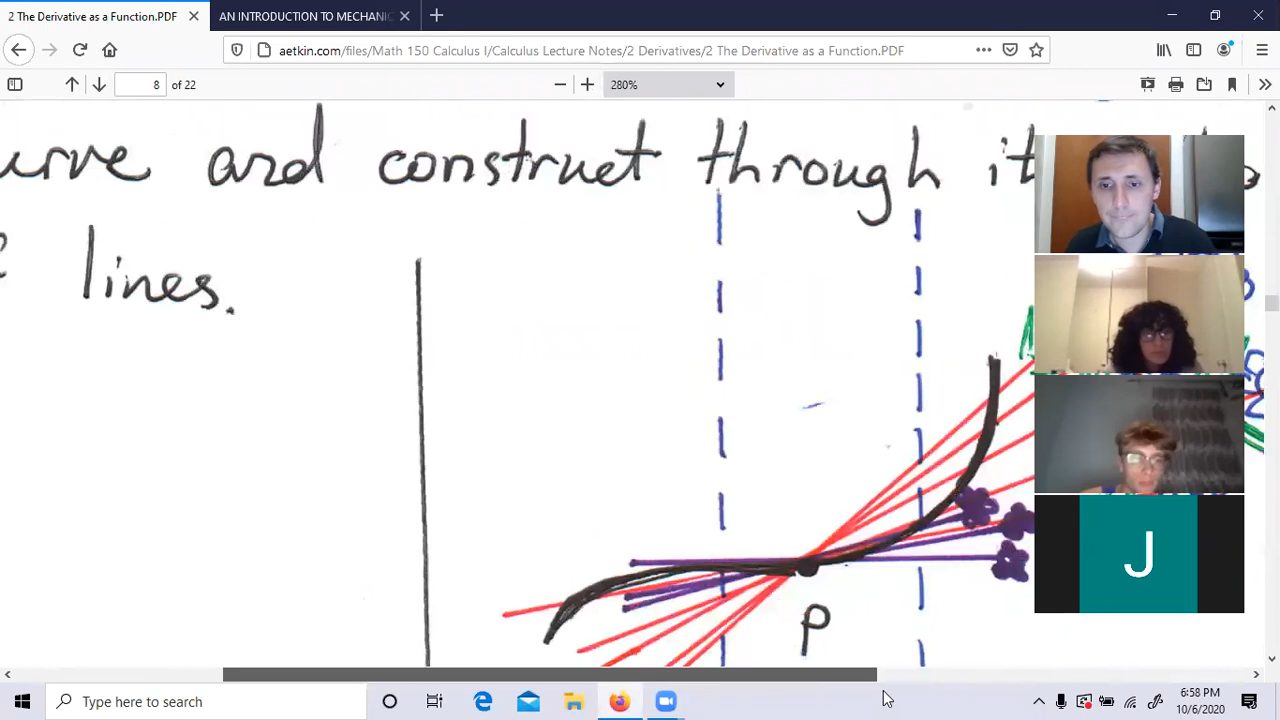 2 The Derivative as a Function.PDF
AN INTRODUCTION TO MECHANIC
aetkin.com/files/Math 150 Calculus I/Calculus Lecture Notes/2 Derivatives/2 The Derivative as a Function.PDF
8 of 22
280%
urve and construct through it
lines.
P
J
Type here to search
6:58 PM
10/6/2020